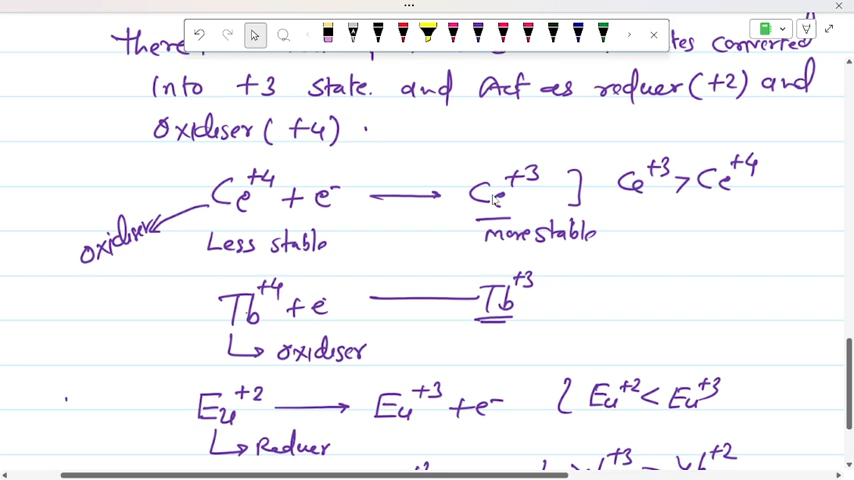 tes converted
Into +3 state. and Act as reducer (+2) and
oxidiser (+4) .
Ce+4 + e- ⟷ Ce+3 ] Ce+3 > Ce+4
oxidiser
Less stable more stable
Tb+4 + e — Tb+3
↳ oxidiser
Eu+2 → Eu+3 + e- { Eu+2 < Eu+3
↳ Reducer
Yb+2